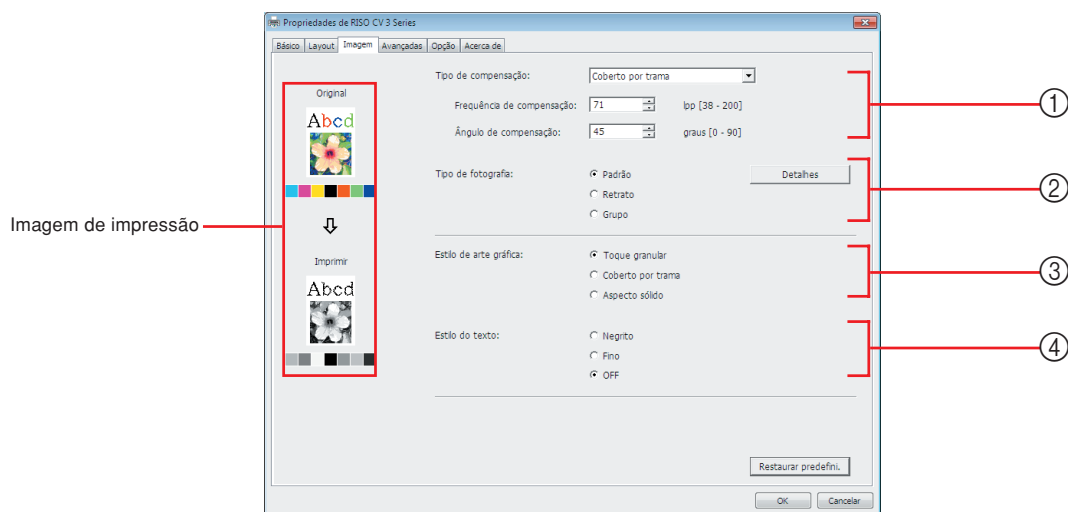 Propriedades de RISO CV 3 Series
Básico Layout Imagem Avançadas Opção Acerca de
Imagem de impressão
Original
Abcd
Imprimir
Abcd
Tipo de compensação: Coberto por trama
Frequência de compensação: 71 lpp [38 - 200]
Ângulo de compensação: 45 graus [0 - 90]
1
Tipo de fotografia: Padrão Detalhes
Retrato
Grupo
2
Estilo de arte gráfica: Toque granular
Coberto por trama
Aspecto sólido
3
Estilo do texto: Negrito
Fino
OFF
4
Restaurar predefini.
OK Cancelar